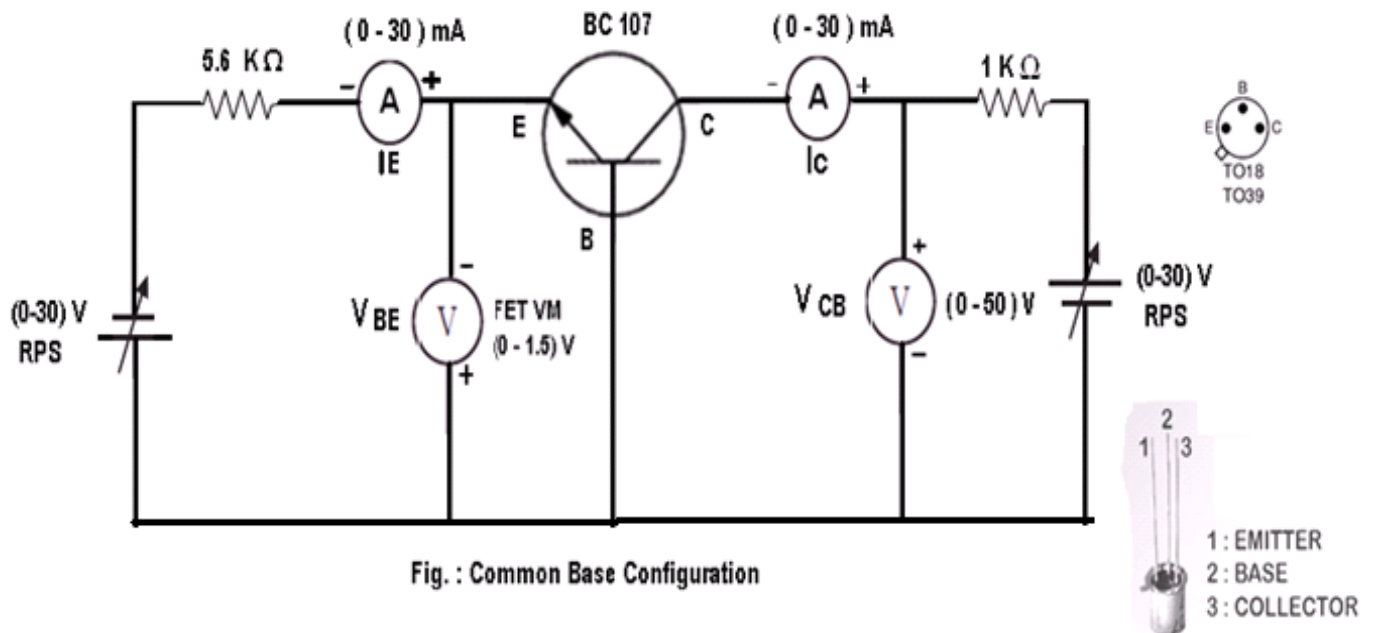 ( 0 - 30 ) mA
BC 107
( 0 - 30 ) mA
5.6 KΩ
1 KΩ
- A +
- A +
IE
Ic
E
C
B
B
E
C
TO18
TO39
(0-30) V
RPS
VBE
-
V
+
FET VM
(0 - 1.5) V
VCB
+
V
-
(0 - 50) V
(0-30) V
RPS
2
1
3
1 : EMITTER
2 : BASE
3 : COLLECTOR
Fig. : Common Base Configuration